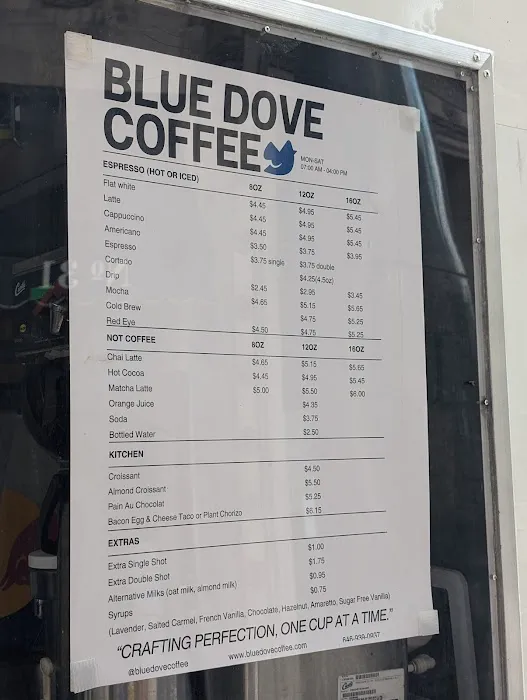 BLUE DOVE
COFFEE
MON-SAT
07:00 AM - 04:00 PM
ESPRESSO (HOT OR ICED) 8OZ 12OZ 16OZ
Flat white $4.45 $4.95 $5.45
Latte $4.45 $4.95 $5.45
Cappuccino $4.45 $4.95 $5.45
Americano $3.50 $3.75 $3.95
Espresso $3.75 single $3.75 double
Cortado $4.25(4.5oz)
Drip $2.45 $2.95 $3.45
Mocha $4.65 $5.15 $5.65
Cold Brew $4.75 $5.25
Red Eye $4.50 $4.75 $5.25
NOT COFFEE 8OZ 12OZ 16OZ
Chai Latte $4.65 $5.15 $5.65
Hot Cocoa $4.45 $4.95 $5.45
Matcha Latte $5.00 $5.50 $6.00
Orange Juice $4.95
Soda $3.75
Bottled Water $2.50
KITCHEN
Croissant $4.50
Almond Croissant $5.50
Pain Au Chocolat $5.25
Bacon Egg & Cheese Taco or Plant Chorizo $6.15
EXTRAS
Extra Single Shot $1.00
Extra Double Shot $1.75
Alternative Milks (oat milk, almond milk) $0.95
Syrups $0.75
(Lavender, Salted Carmel, French Vanilla, Chocolate, Hazelnut, Amaretto, Sugar Free Vanilla)
"CRAFTING PERFECTION, ONE CUP AT A TIME."
@bluedovecoffee www.bluedovecoffee.com